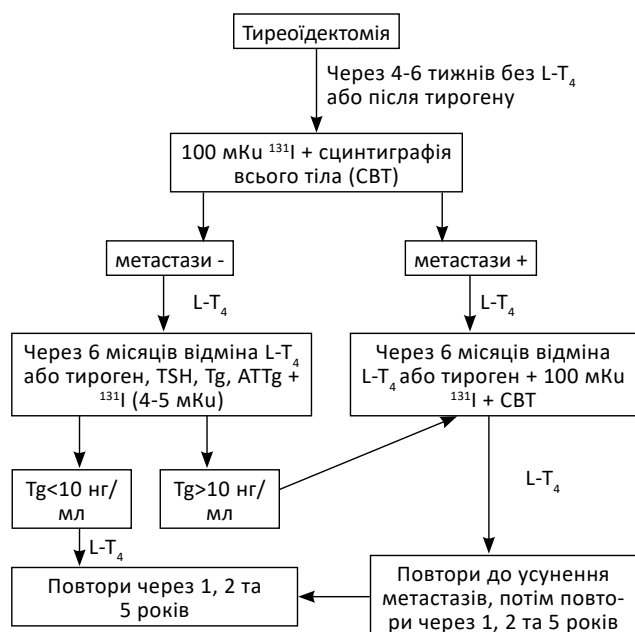 Тиреоїдектомія
Через 4-6 тижнів без L-T₄
або після тирогену
100 мКu ¹³¹I + сцинтиграфія
всього тіла (СВТ)
метастази -
метастази +
L-T₄
L-T₄
Через 6 місяців відміна L-T₄
або тироген, TSH, Tg, ATTg +
¹³¹I (4-5 мКu)
Через 6 місяців відміна
L-T₄ або тироген + 100 мКu
¹³¹I + СВТ
Tg<10 нг/
мл
Tg>10 нг/
мл
L-T₄
L-T₄
Повтори через 1, 2 та
5 років
Повтори до усунення
метастазів, потім повто-
ри через 1, 2 та 5 років